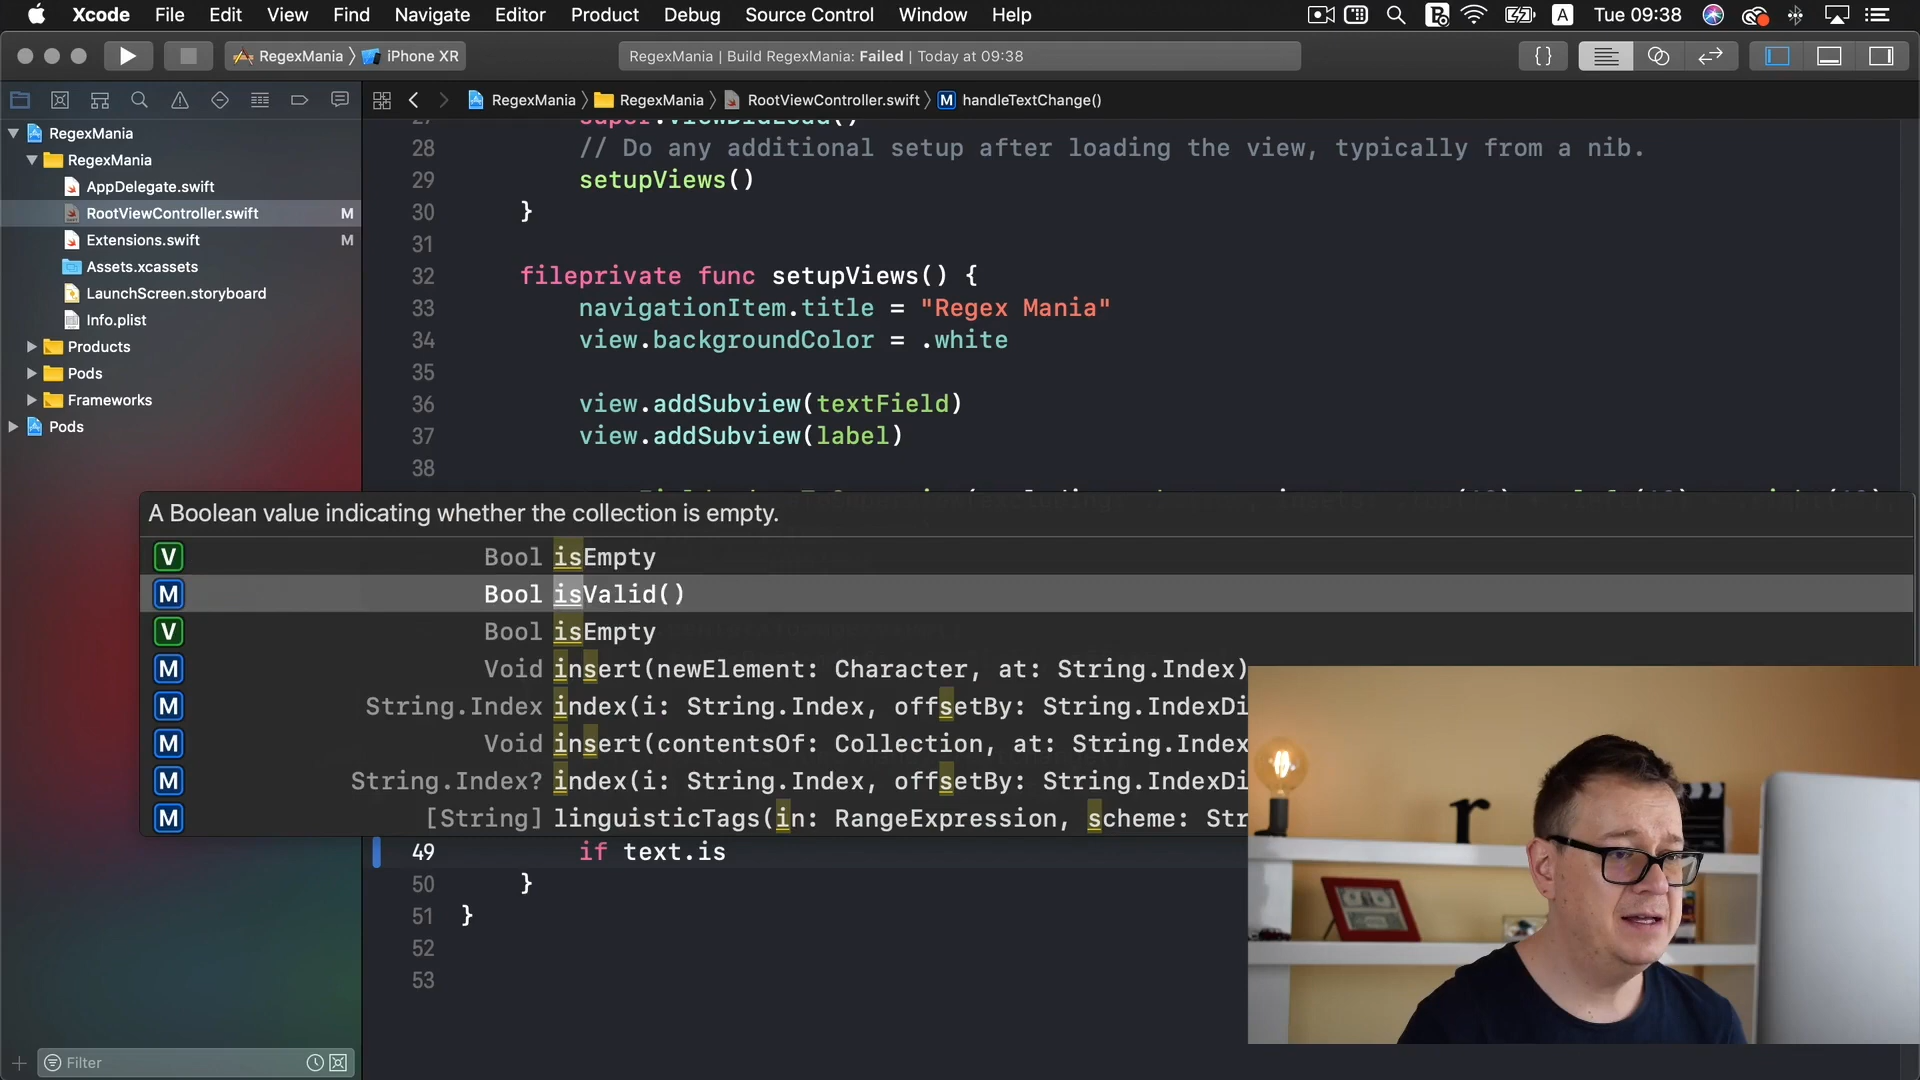 Xcode File Edit View Find Navigate Editor Product Debug Source Control Window Help A Tue 09:38
RegexMania iPhone XR RegexMania | Build RegexMania: Failed | Today at 09:38 {}
RegexMania RegexMania RootViewController.swift M handleTextChange()
RegexMania
RegexMania
AppDelegate.swift
RootViewController.swift M
Extensions.swift M
Assets.xcassets
LaunchScreen.storyboard
Info.plist
Products
Pods
Frameworks
Pods
Filter
27 super.viewDidLoad()
28 // Do any additional setup after loading the view, typically from a nib.
29 setupViews()
30 }
31
32 fileprivate func setupViews() {
33 navigationItem.title = "Regex Mania"
34 view.backgroundColor = .white
35
36 view.addSubview(textField)
37 view.addSubview(label)
38
A Boolean value indicating whether the collection is empty.
V Bool isEmpty
M Bool isValid()
V Bool isEmpty
M Void insert(newElement: Character, at: String.Index)
M String.Index index(i: String.Index, offsetBy: String.IndexDi
M Void insert(contentsOf: Collection, at: String.Index
M String.Index? index(i: String.Index, offsetBy: String.IndexDi
M [String] linguisticTags(in: RangeExpression, scheme: Str
49 if text.is
50 }
51 }
52
53
r